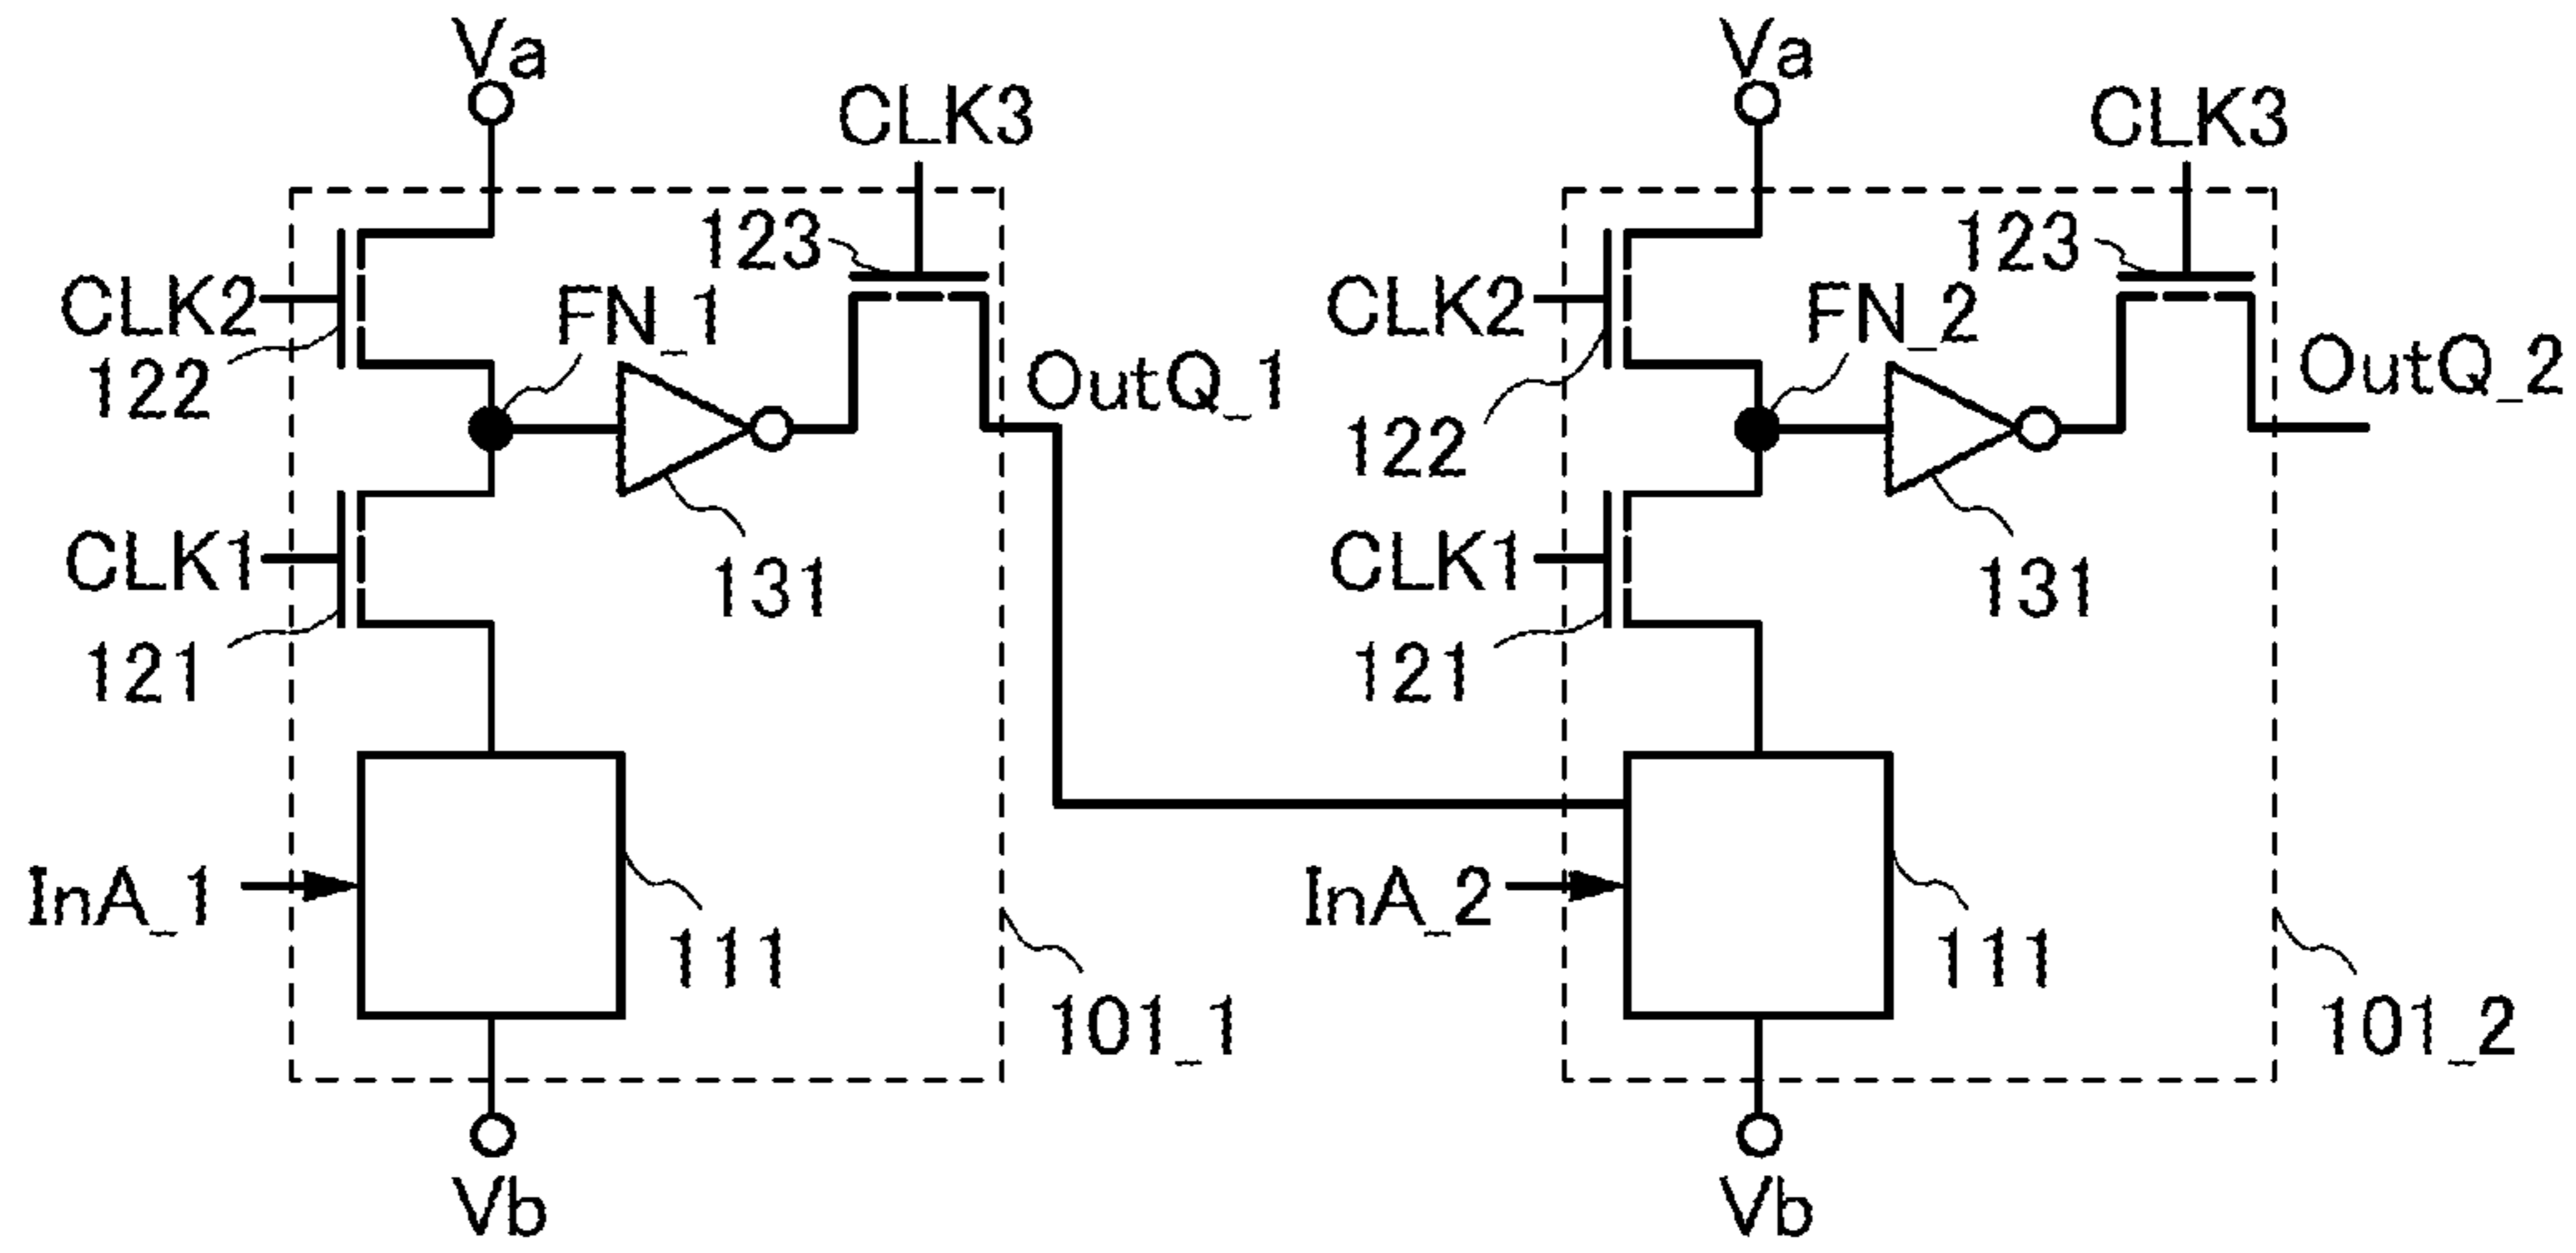 Va
Va
CLK3
CLK3
123
123
CLK2
FN_1
CLK2
FN_2
122
OutQ_1
122
OutQ_2
CLK1
131
CLK1
131
121
121
InA_1
111
InA_2
111
101_1
101_2
Vb
Vb